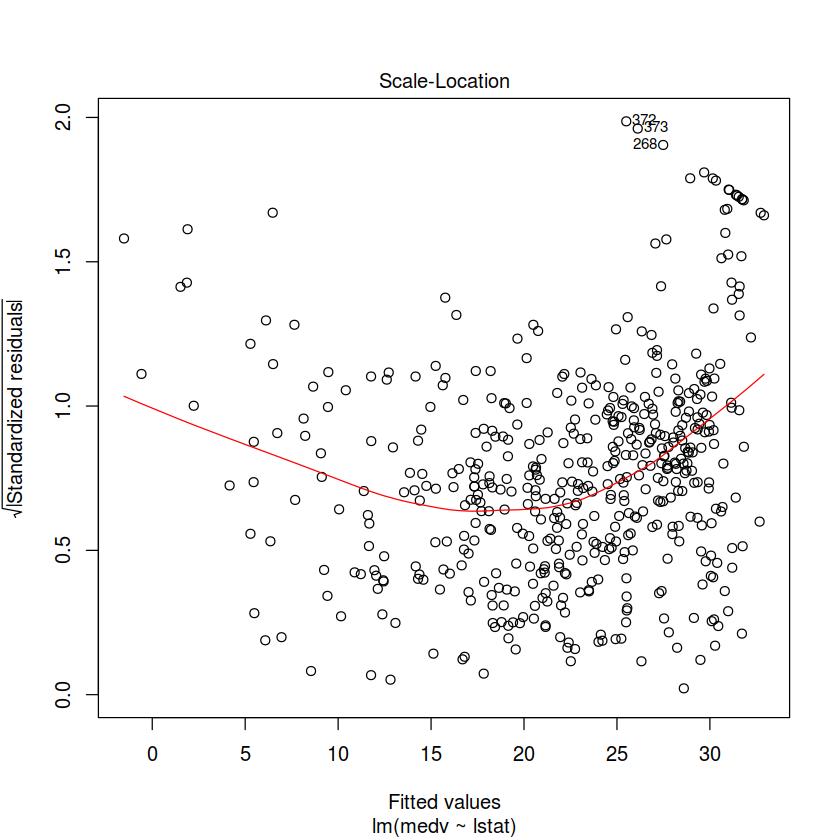 Scale-Location
2.0
1.5
1.0
0.5
0.0
√|Standardized residuals|
372
373
268
0 5 10 15 20 25 30
Fitted values
lm(medv ~ lstat)